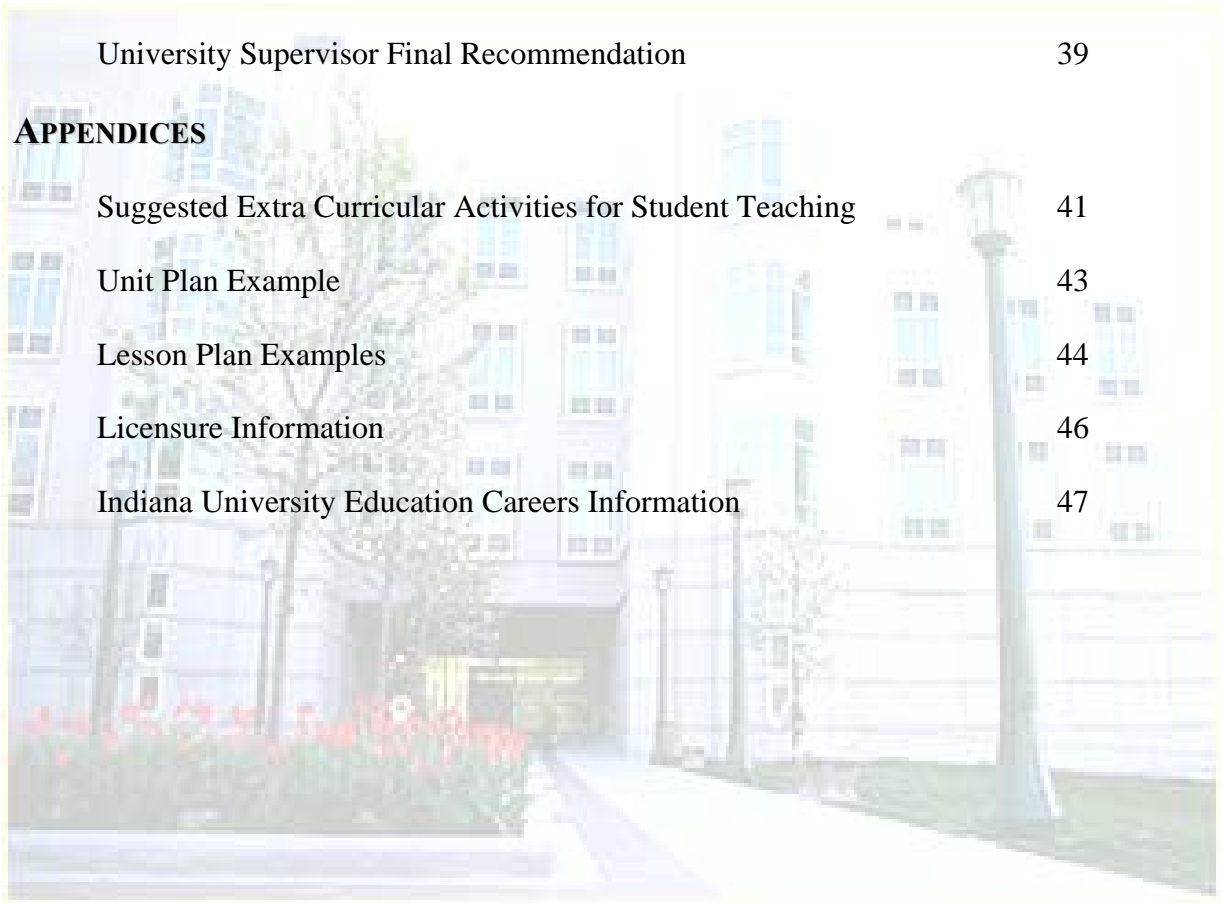 University Supervisor Final Recommendation 39
APPENDICES
Suggested Extra Curricular Activities for Student Teaching 41
Unit Plan Example 43
Lesson Plan Examples 44
Licensure Information 46
Indiana University Education Careers Information 47